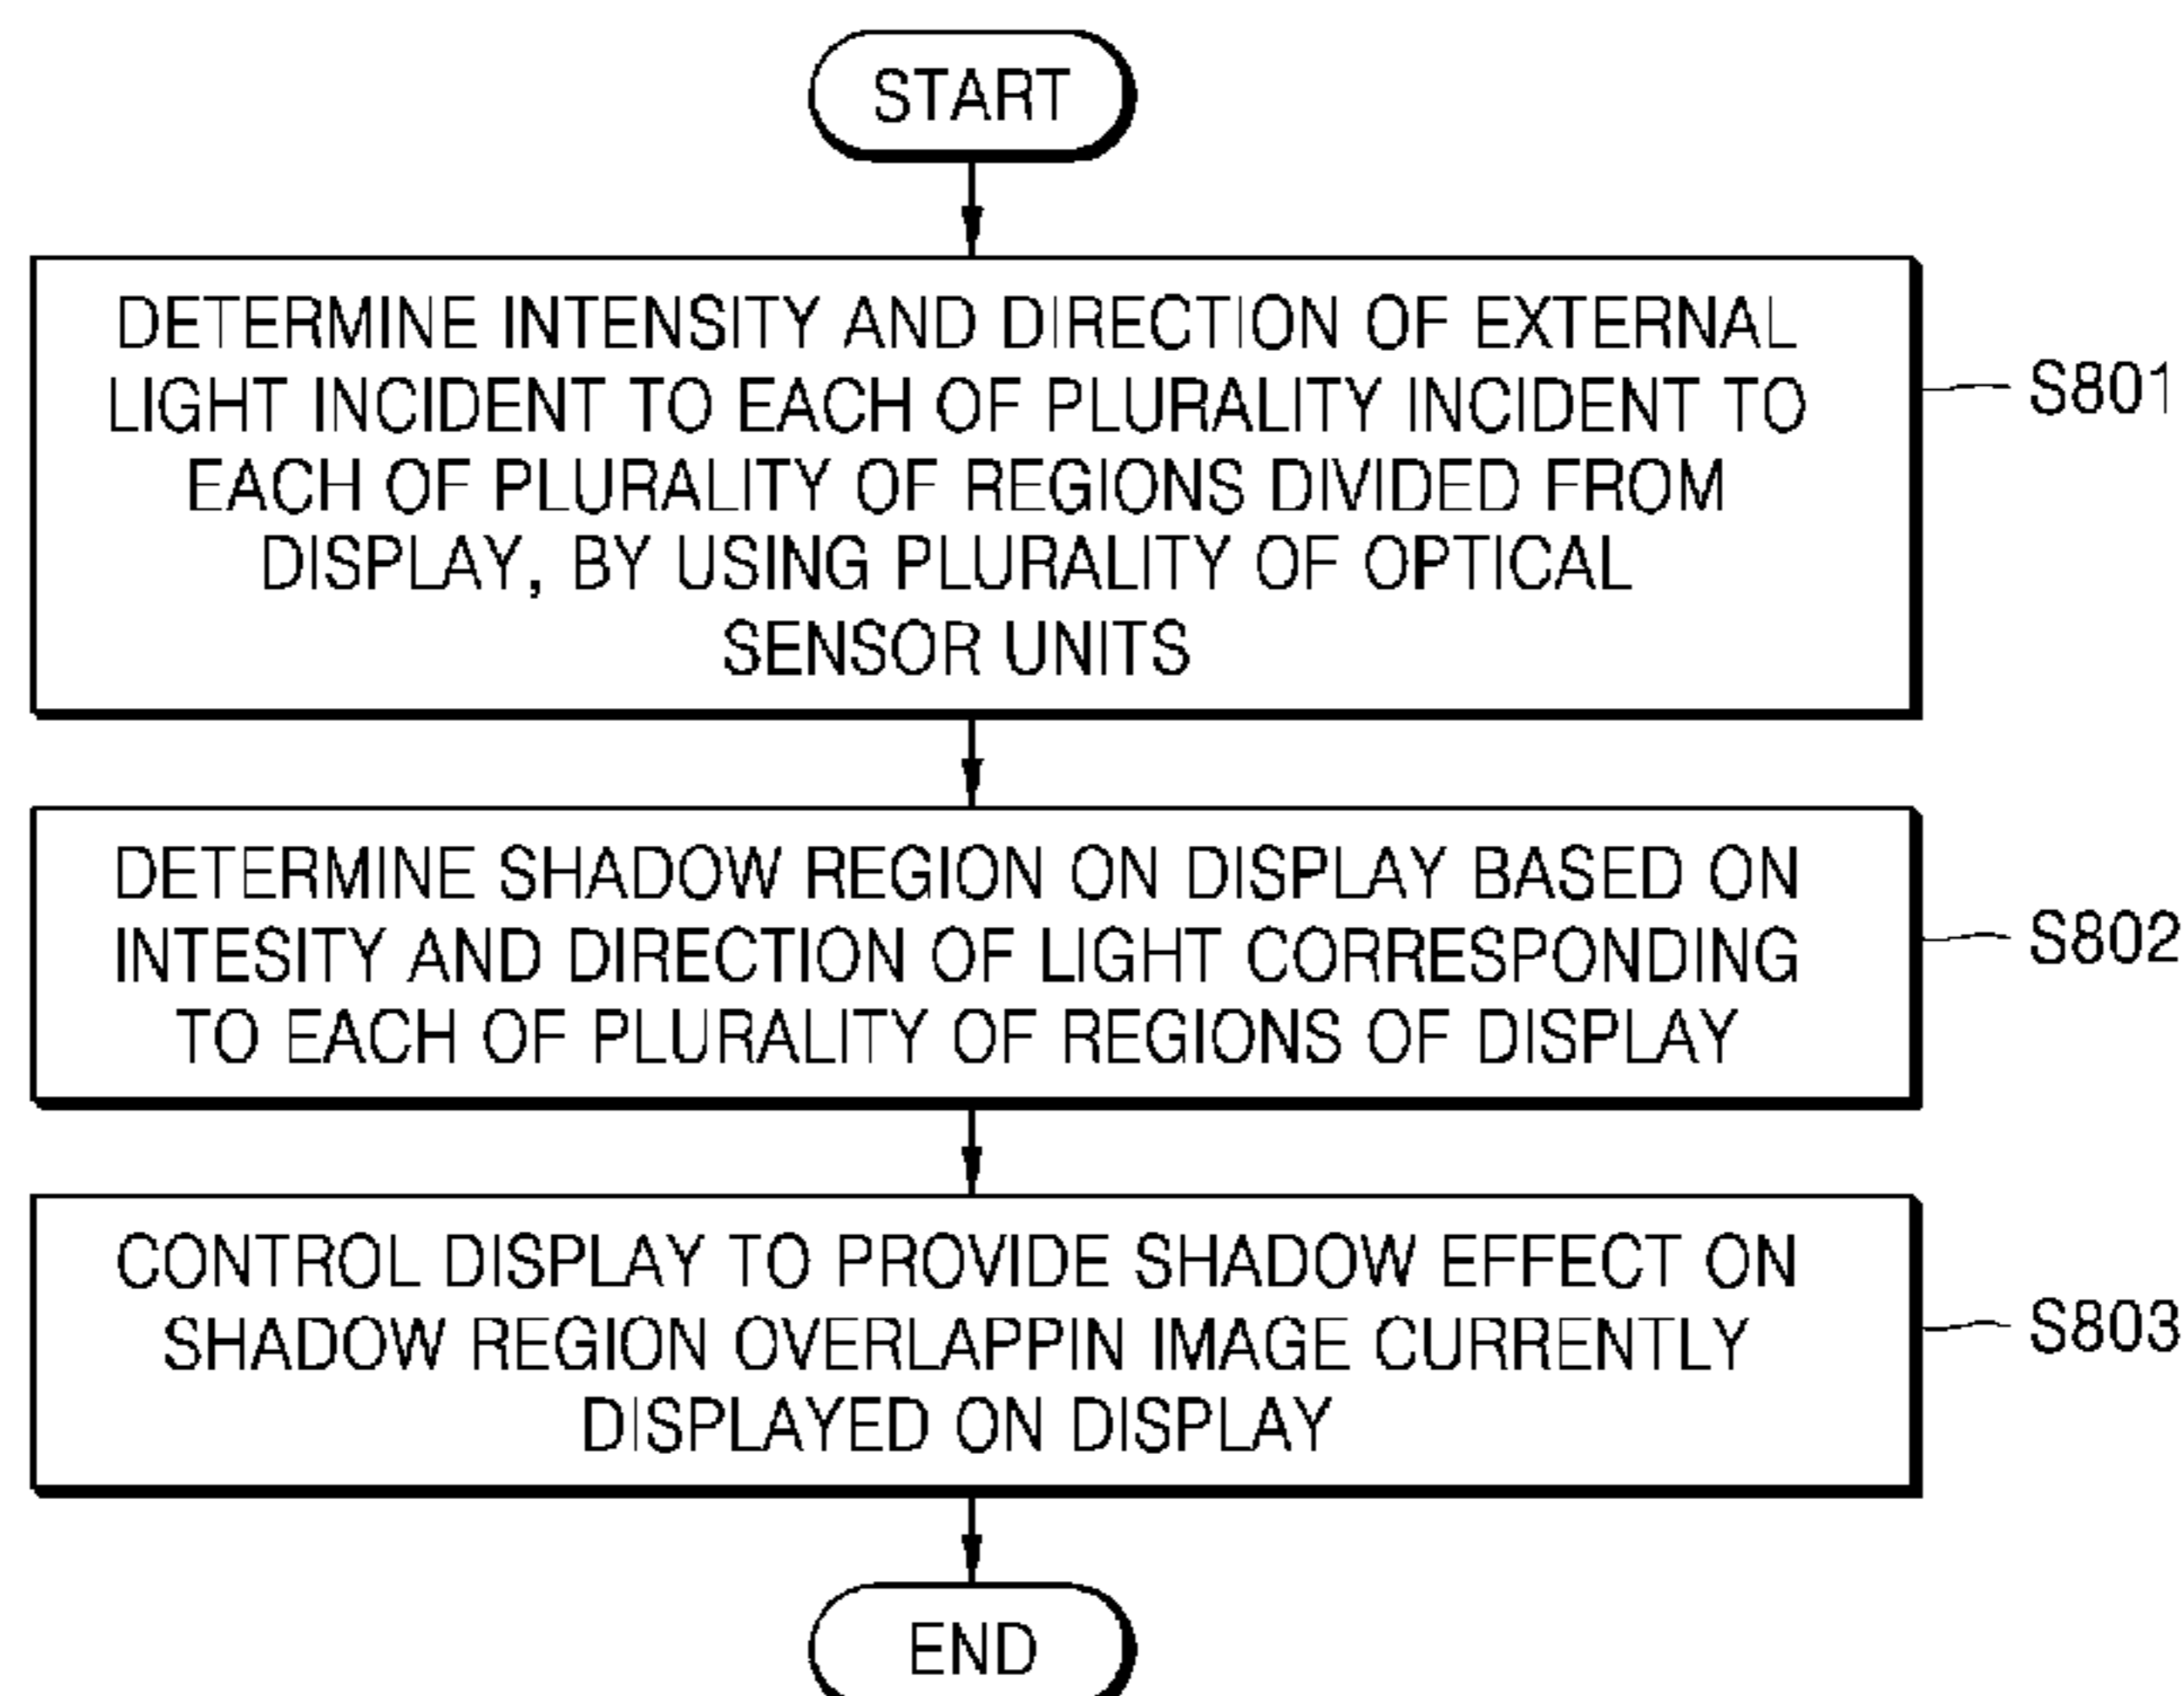 START
DETERMINE INTENSITY AND DIRECTION OF EXTERNAL
LIGHT INCIDENT TO EACH OF PLURALITY INCIDENT TO
EACH OF PLURALITY OF REGIONS DIVIDED FROM
DISPLAY, BY USING PLURALITY OF OPTICAL
SENSOR UNITS
S801
DETERMINE SHADOW REGION ON DISPLAY BASED ON
INTESITY AND DIRECTION OF LIGHT CORRESPONDING
TO EACH OF PLURALITY OF REGIONS OF DISPLAY
S802
CONTROL DISPLAY TO PROVIDE SHADOW EFFECT ON
SHADOW REGION OVERLAPPIN IMAGE CURRENTLY
DISPLAYED ON DISPLAY
S803
END